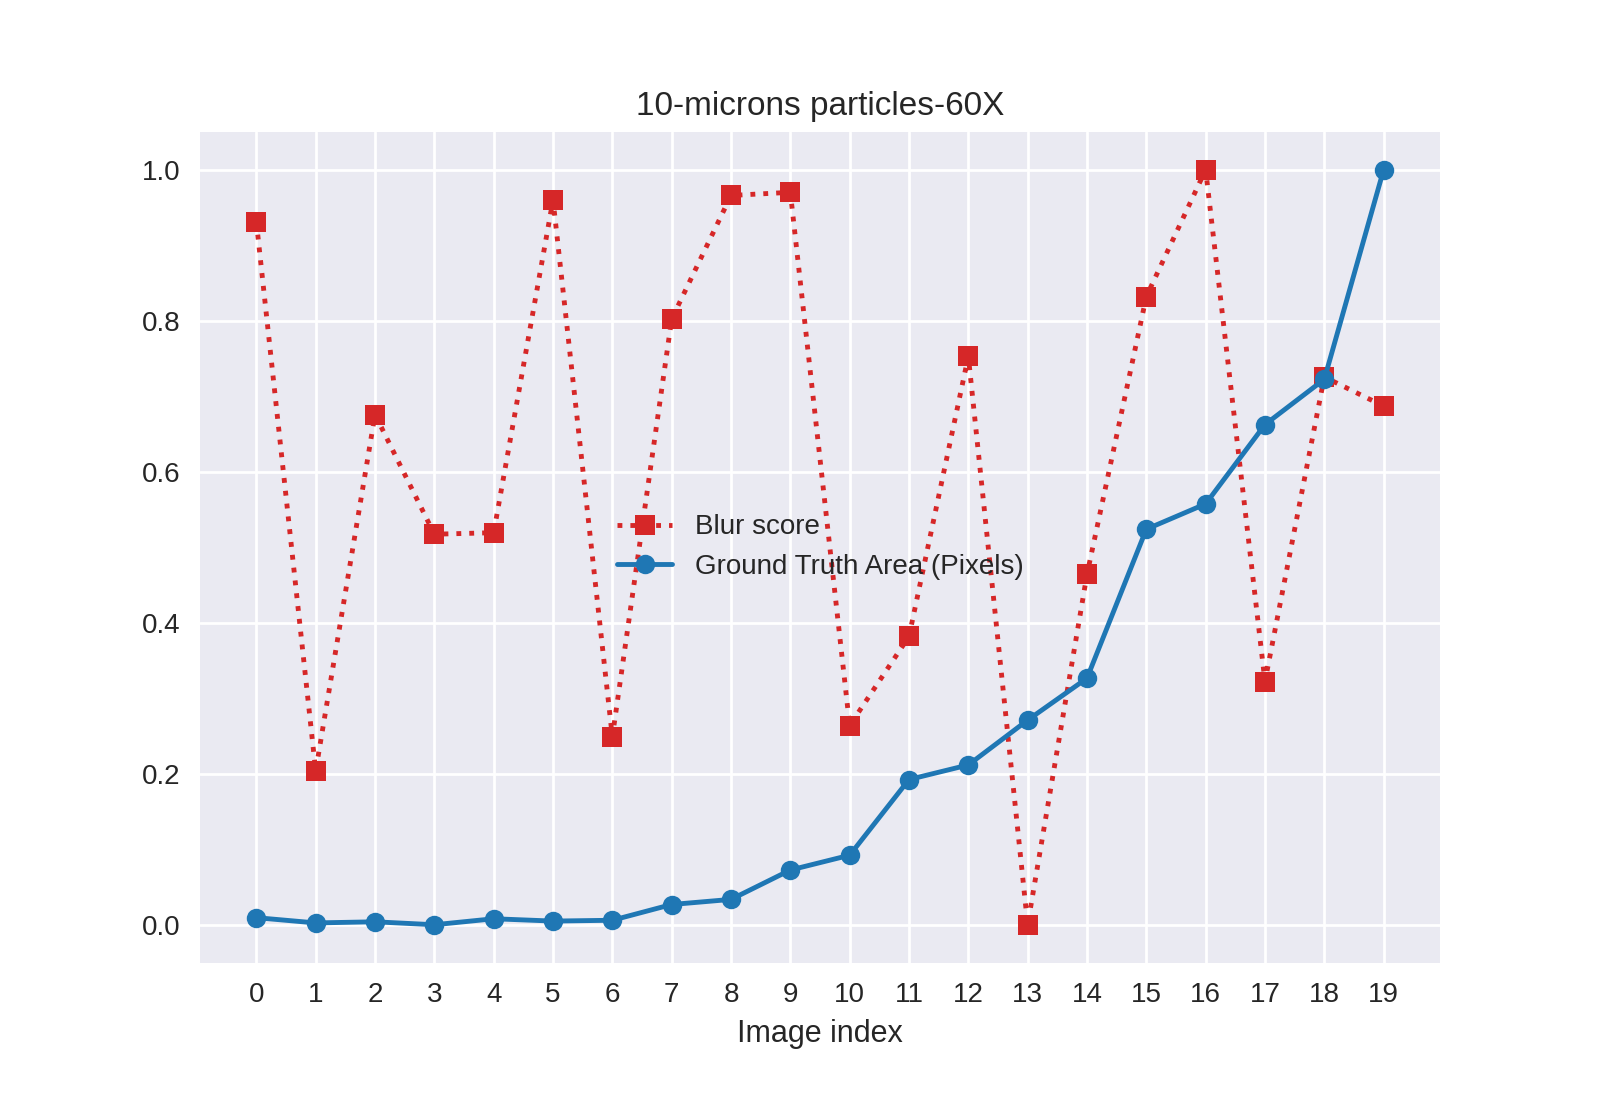 10-microns particles-60X
1.0
0.8
0.6
0.4
0.2
0.0
Blur score
Ground Truth Area (Pixels)
0 1 2 3 4 5 6 7 8 9 10 11 12 13 14 15 16 17 18 19
Image index